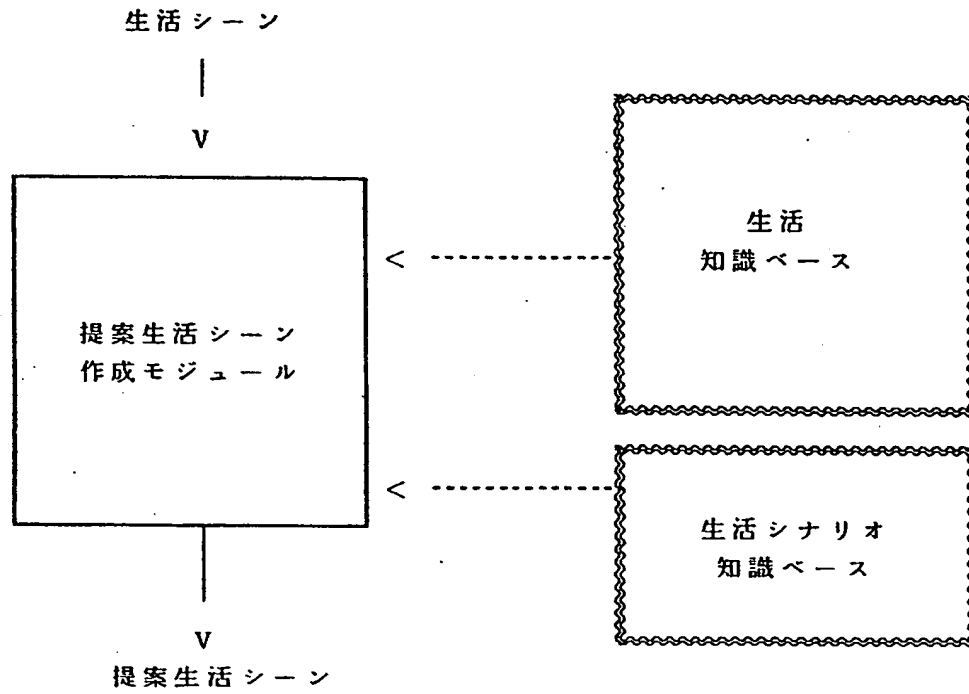 生活シーン
提案生活シーン
作成モジュール
生活
知識ベース
生活シナリオ
知識ベース
提案生活シーン